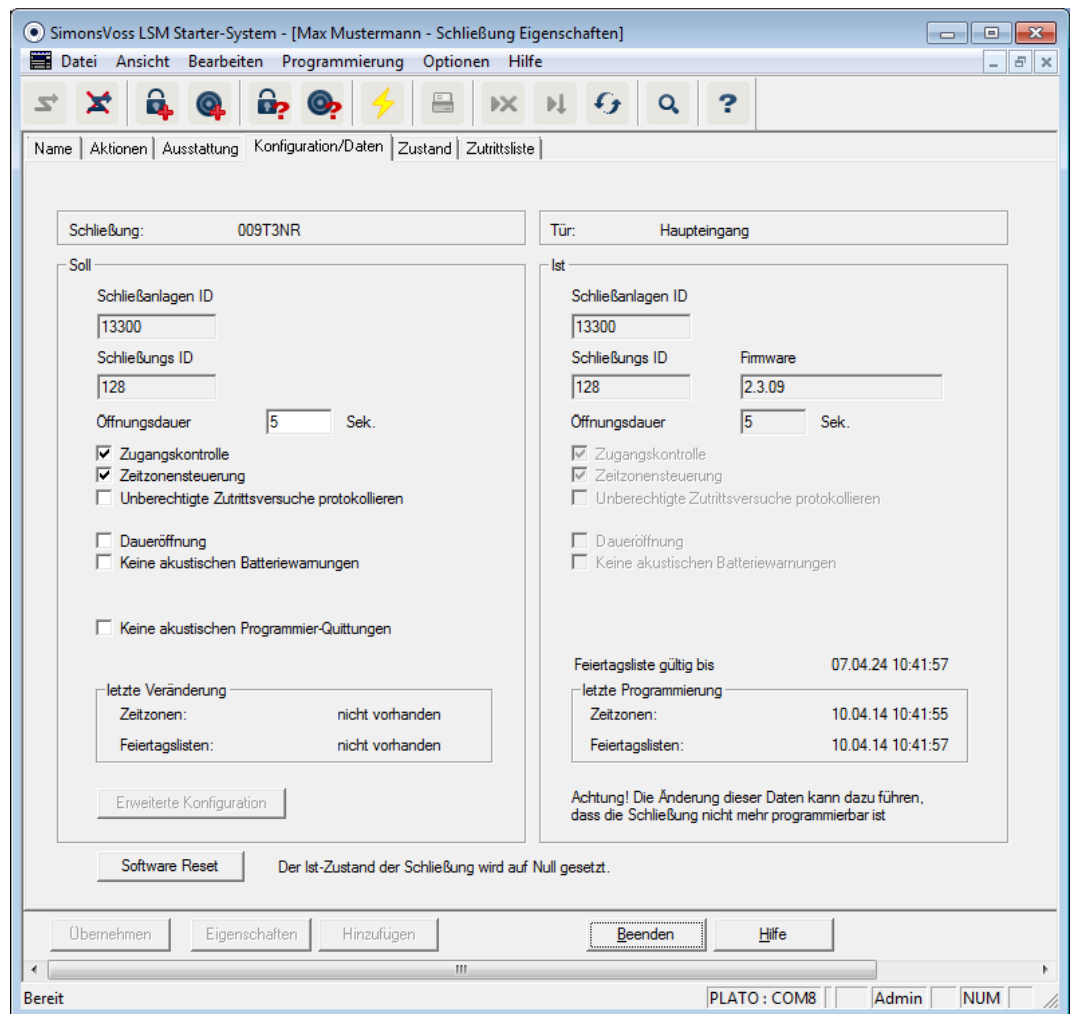 SimonsVoss LSM Starter-System - [Max Mustermann - Schließung Eigenschaften]
Datei Ansicht Bearbeiten Programmierung Optionen Hilfe
Name Aktionen Ausstattung Konfiguration/Daten Zustand Zutrittsliste
Schließung: 009T3NR
Tür: Haupteingang
Soll
Schließanlagen ID
13300
Schließungs ID
128
Öffnungsdauer 5 Sek.
Zugangskontrolle
Zeitzonensteuerung
Unberechtigte Zutrittsversuche protokollieren
Daueröffnung
Keine akustischen Batteriewarnungen
Keine akustischen Programmier-Quittungen
letzte Veränderung
Zeitzonen: nicht vorhanden
Feiertagslisten: nicht vorhanden
Erweiterte Konfiguration
Ist
Schließanlagen ID
13300
Schließungs ID Firmware
128 2.3.09
Öffnungsdauer 5 Sek.
Zugangskontrolle
Zeitzonensteuerung
Unberechtigte Zutrittsversuche protokollieren
Daueröffnung
Keine akustischen Batteriewarnungen
Feiertagsliste gültig bis 07.04.24 10:41:57
letzte Programmierung
Zeitzonen: 10.04.14 10:41:55
Feiertagslisten: 10.04.14 10:41:57
Achtung! Die Änderung dieser Daten kann dazu führen,
dass die Schließung nicht mehr programmierbar ist
Software Reset Der Ist-Zustand der Schließung wird auf Null gesetzt.
Übernehmen Eigenschaften Hinzufügen Beenden Hilfe
Bereit PLATO : COM8 Admin NUM